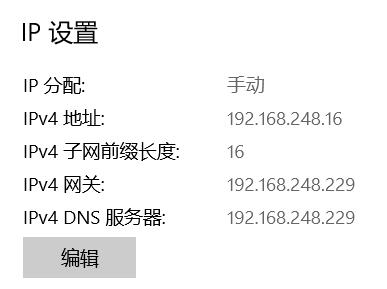 IP 设置
IP 分配: 手动
IPv4 地址: 192.168.248.16
IPv4 子网前缀长度: 16
IPv4 网关: 192.168.248.229
IPv4 DNS 服务器: 192.168.248.229
编辑